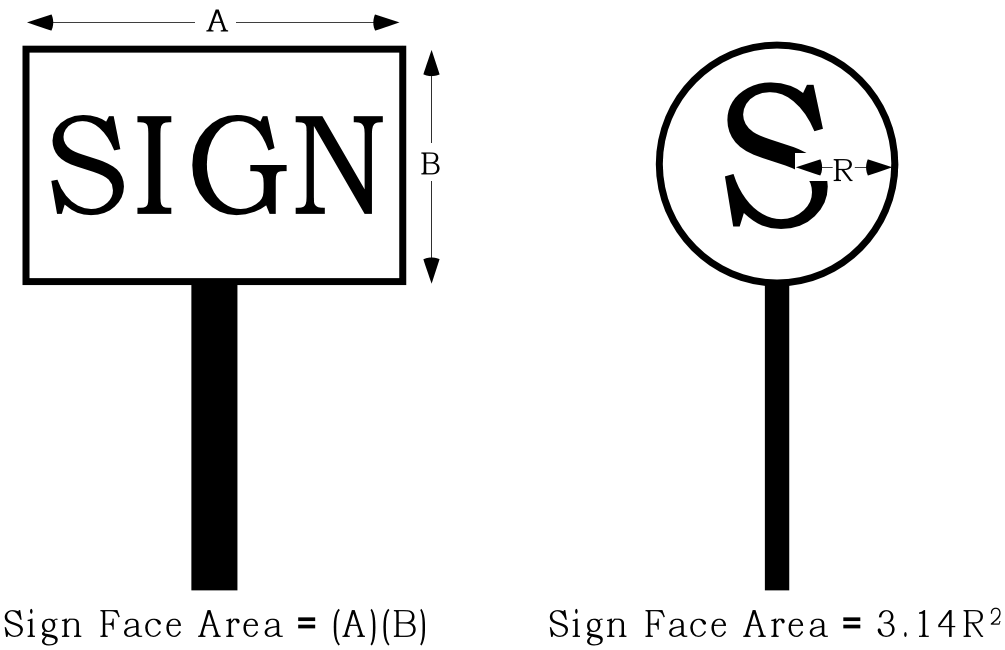 A
SIGN
B
S
R
Sign Face Area = (A)(B)
Sign Face Area = 3.14R²